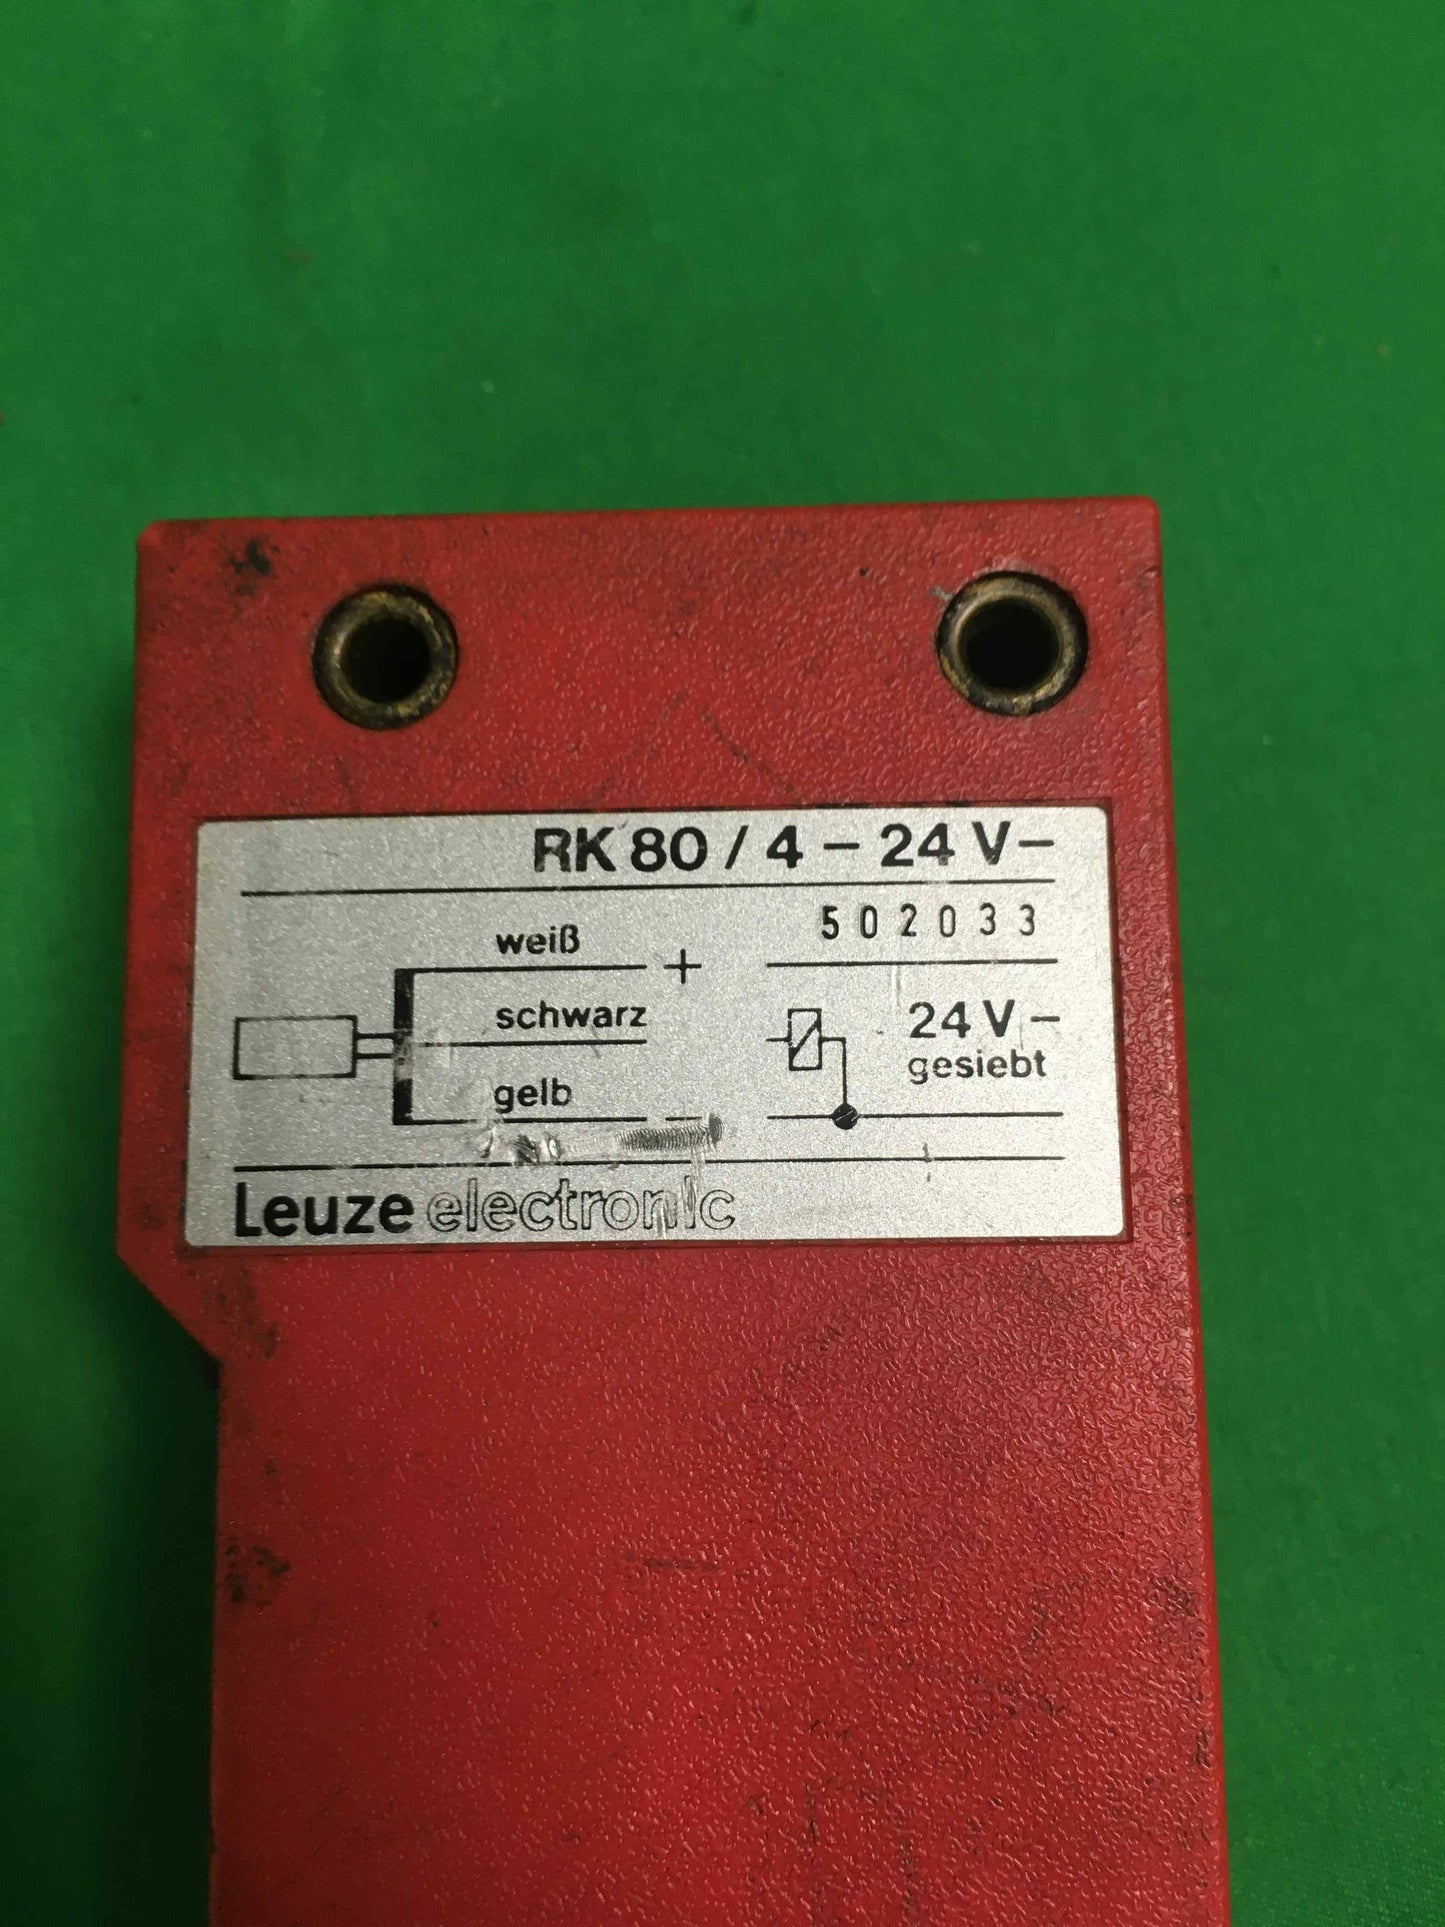 RK 80 / 4 - 24 V-
502033
weiß +
schwarz
24 V-
gesiebt
gelb -
Leuze electronic